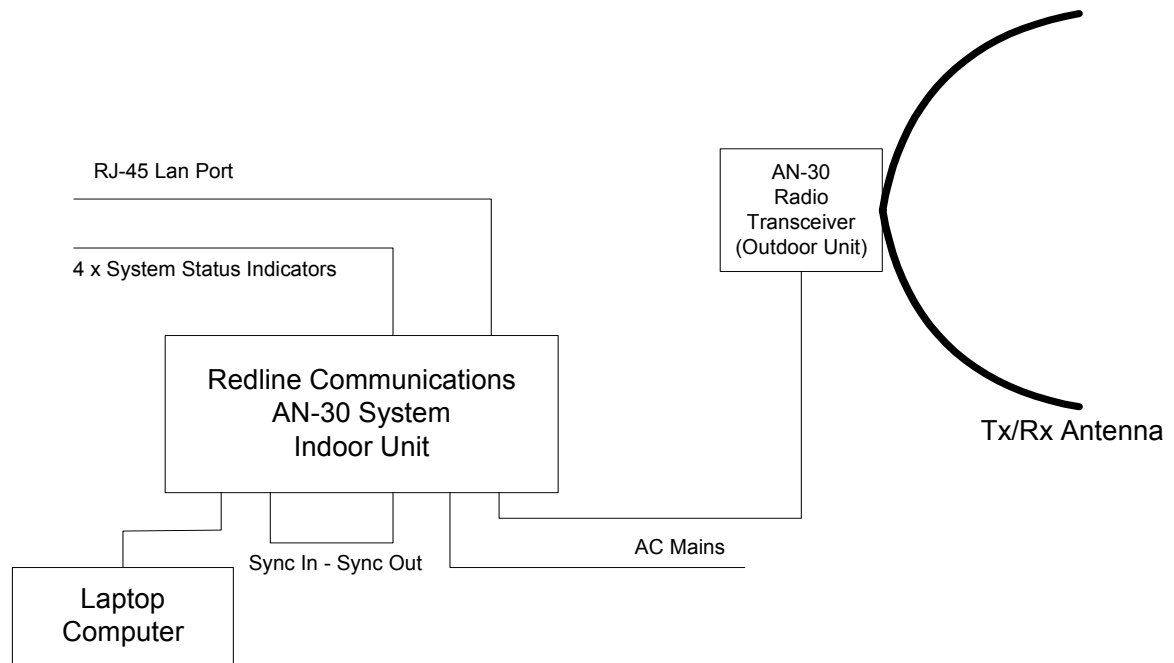 RJ-45 Lan Port
4 x System Status Indicators
AN-30
Radio
Transceiver
(Outdoor Unit)
Redline Communications
AN-30 System
Indoor Unit
Tx/Rx Antenna
Sync In - Sync Out
AC Mains
Laptop
Computer